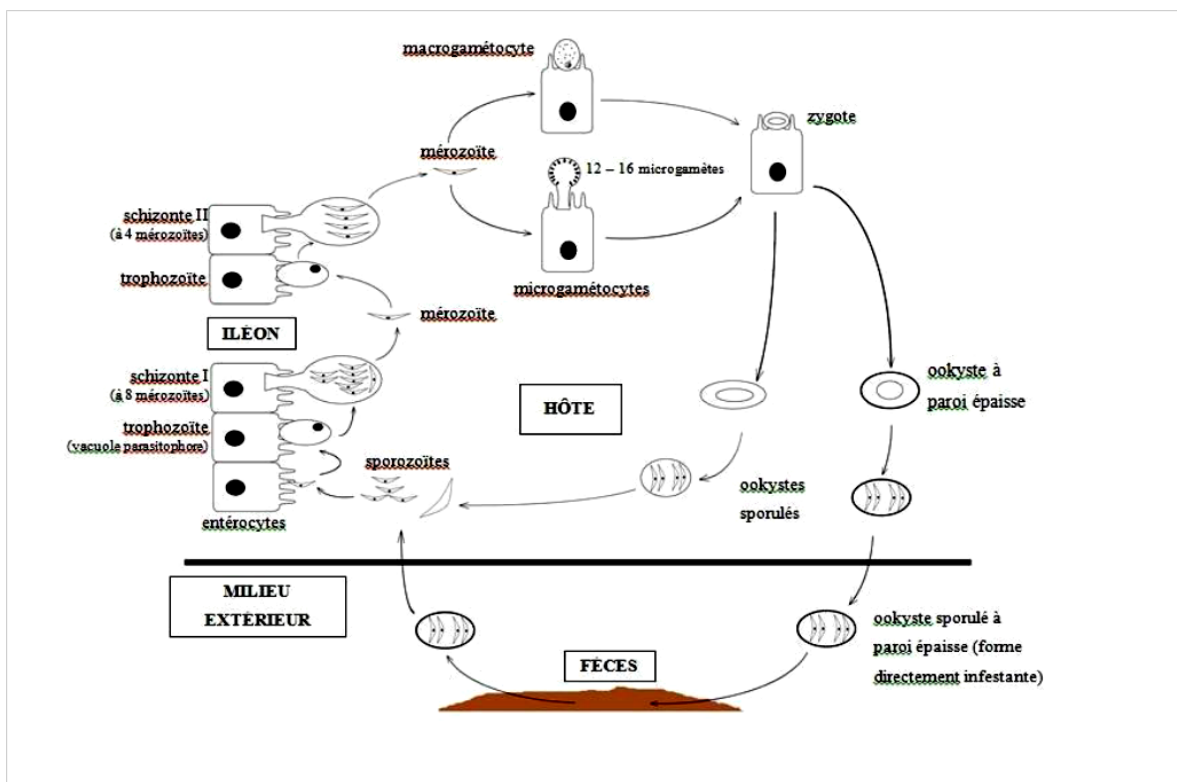 macrogamétocyte
zygote
mérozoïte
12 – 16 microgamètes
schizonte II
(à 4 mérozoïtes)
trophozoïte
microgamétocytes
mérozoïte
ILÉON
schizonte I
(à 8 mérozoïtes)
HÔTE
ookyste à
paroi épaisse
trophozoïte
(vacuole parasitophore)
sporozoïtes
ookystes
sporulés
entérocytes
MILIEU
EXTÉRIEUR
FÈCES
ookyste sporulé à
paroi épaisse (forme
directement infestante)